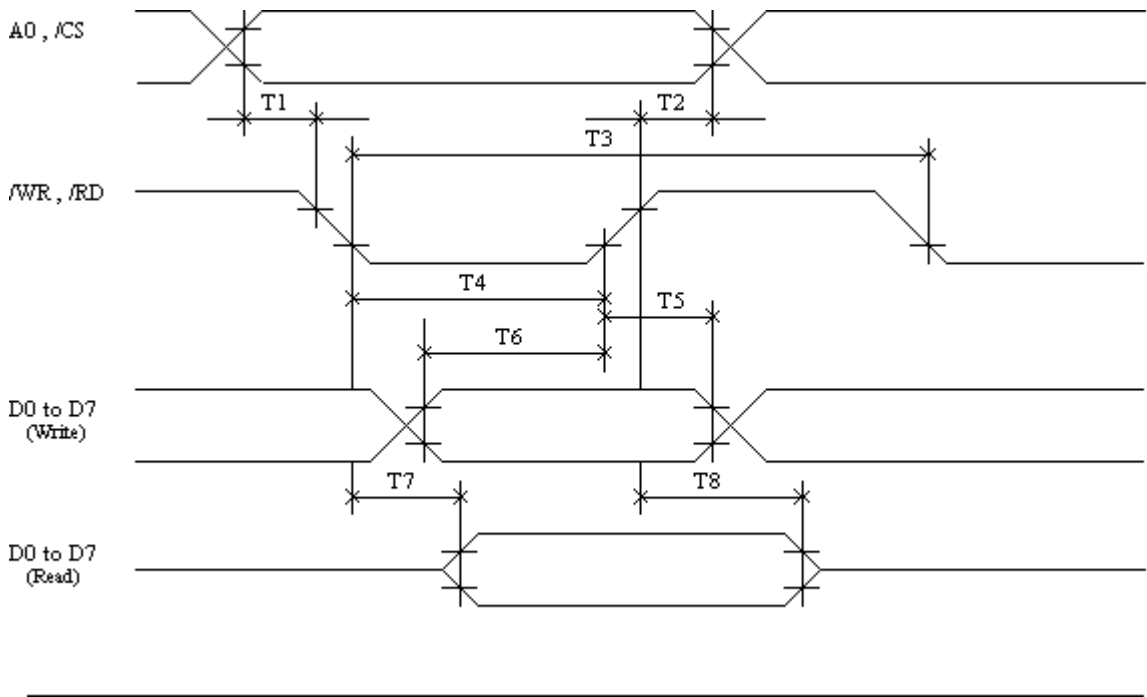 A0 , /CS
T1
T2
T3
/WR , /RD
T4
T5
T6
D0 to D7
(Write)
T7
T8
D0 to D7
(Read)